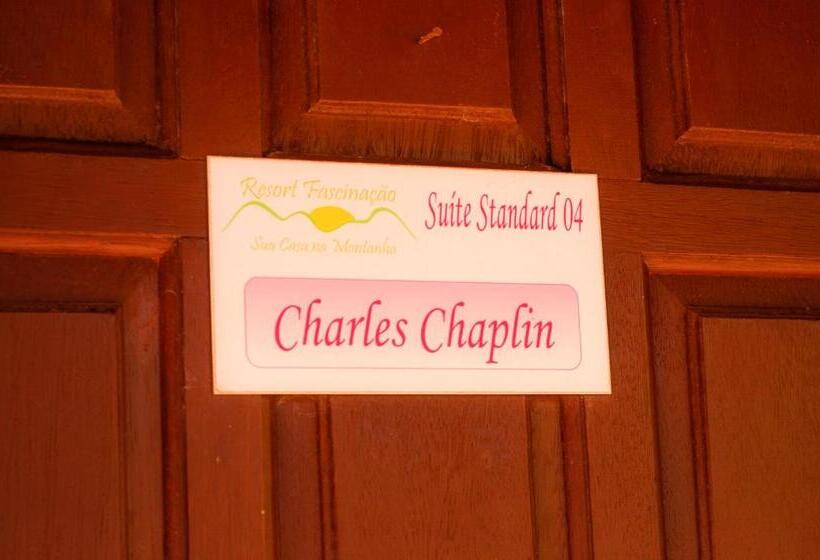 Resort Fascinação
Sua Casa na Montanha
Suíte Standard 04
Charles Chaplin